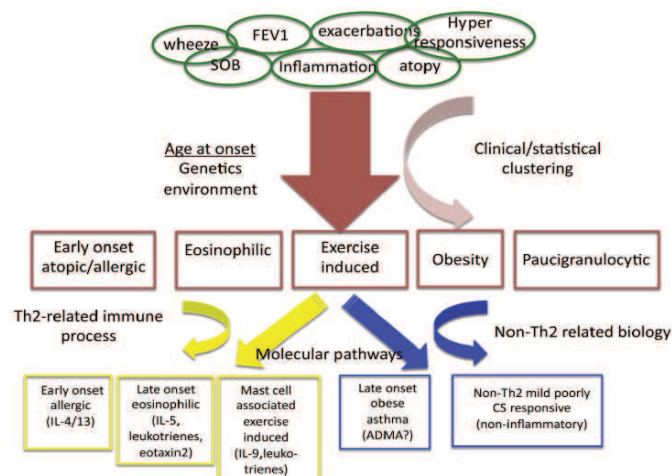 wheeze
FEV1
exacerbations
Hyper
responsiveness
SOB
Inflammation
atopy
Age at onset
Genetics
environment
Clinical/statistical
clustering
Early onset
atopic/allergic
Eosinophilic
Exercise
induced
Obesity
Paucigranulocytic
Th2-related immune
process
Molecular pathways
Non-Th2 related biology
Early onset
allergic
(IL-4/13)
Late onset
eosinophilic
(IL-5,
leukotrienes,
eotaxin2)
Mast cell
associated
exercise
induced
(IL-9,leuko-
trienes)
Late onset
obese
asthma
(ADMA?)
Non-Th2 mild poorly
CS responsive
(non-inflammatory)